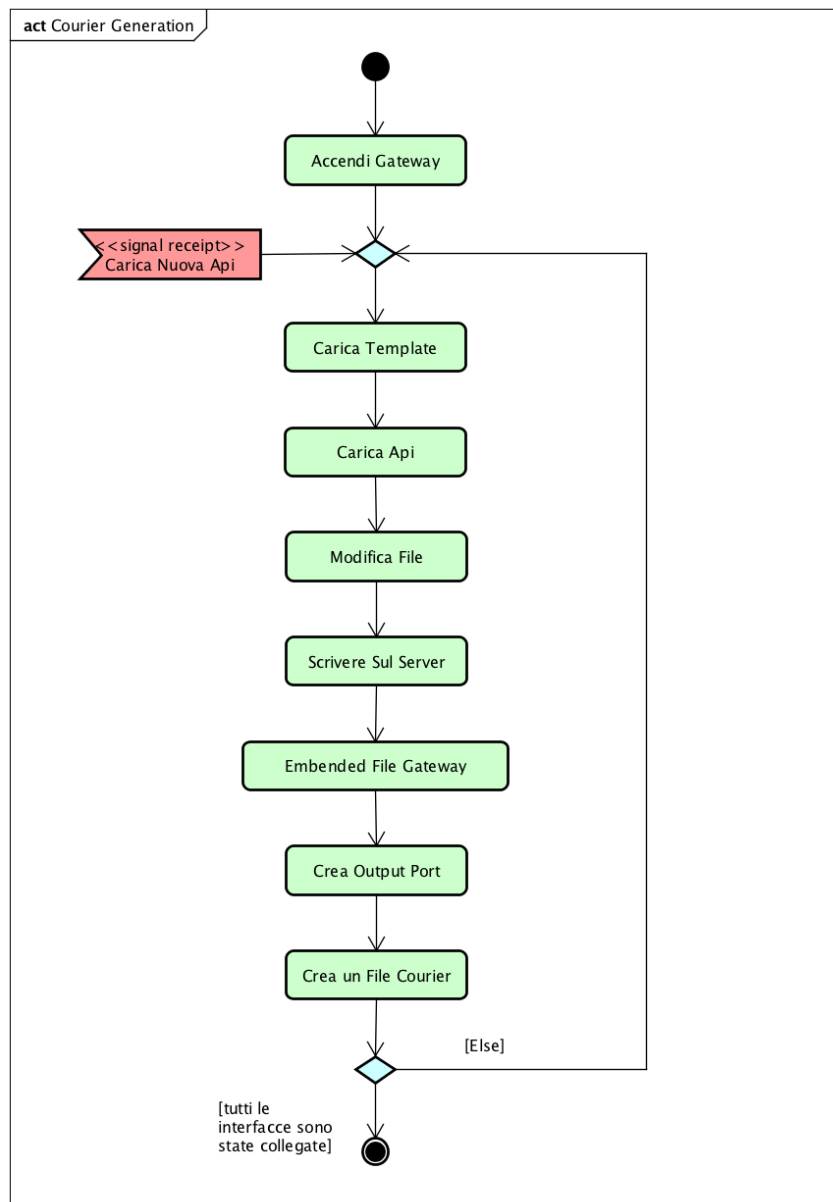 act Courier Generation
Accendi Gateway
<<signal receipt>>
Carica Nuova Api
Carica Template
Carica Api
Modifica File
Scrivere Sul Server
Embended File Gateway
Crea Output Port
Crea un File Courier
[Else]
[tutti le
interfacce sono
state collegate]